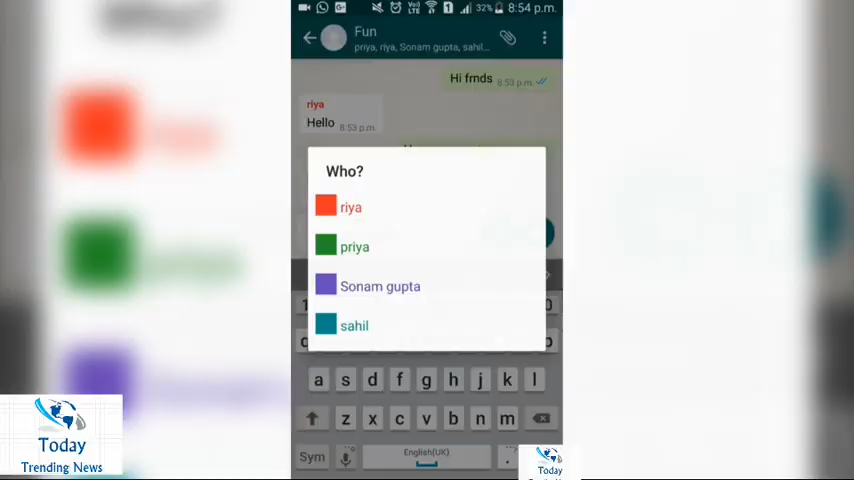 32% 8:54 p.m.
Fun
priya, riya, Sonam gupta, sahil...
Hi frnds 8:53 p.m.
riya
Hello 8:53 p.m.
Who?
riya
priya
Sonam gupta
sahil
a s d f g h j k l
z x c v b n m
Sym English(UK) .
Today
Trending News
Today